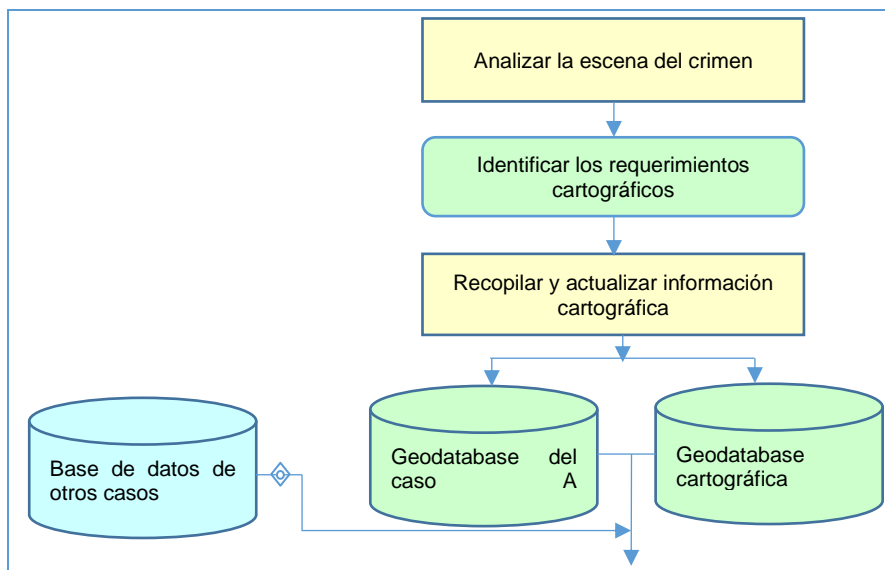 Analizar la escena del crimen
Identificar los requerimientos
cartográficos
Recopilar y actualizar información
cartográfica
Base de datos de
otros casos
Geodatabase del
caso A
Geodatabase
cartográfica